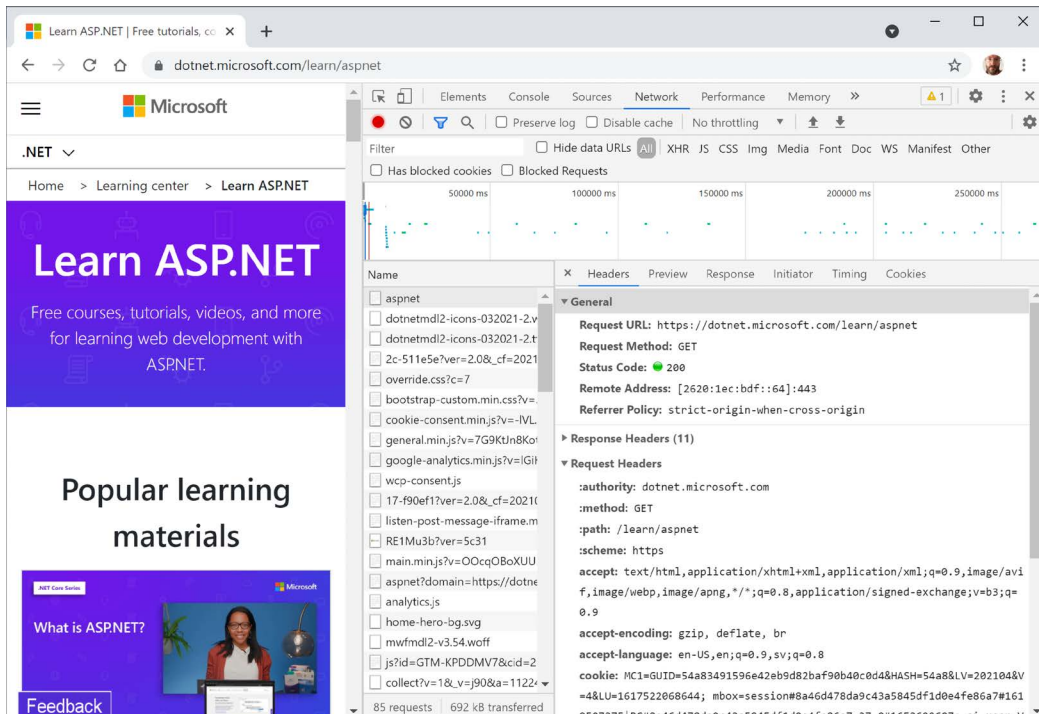 Learn ASP.NET | Free tutorials, co
dotnet.microsoft.com/learn/aspnet
Microsoft
.NET
Home > Learning center > Learn ASP.NET
Learn ASP.NET
Free courses, tutorials, videos, and more
for learning web development with
ASP.NET.
Popular learning
materials
.NET Core Series
Microsoft
What is ASP.NET?
Feedback
Elements Console Sources Network Performance Memory 1
Preserve log Disable cache No throttling
Filter Hide data URLs All XHR JS CSS Img Media Font Doc WS Manifest Other
Has blocked cookies Blocked Requests
50000 ms 100000 ms 150000 ms 200000 ms 250000 ms
Name
aspnet
dotnetmdl2-icons-032021-2.w
dotnetmdl2-icons-032021-2.t
2c-511e5e?ver=2.0&_cf=2021
override.css?c=7
bootstrap-custom.min.css?v=
cookie-consent.min.js?v=-lVL
general.min.js?v=7G9KtJn8Kot
google-analytics.min.js?v=lGil
wcp-consent.js
17-f90ef1?ver=2.0&_cf=20210
listen-post-message-iframe.m
RE1Mu3b?ver=5c31
main.min.js?v=OOcqOBoXUU
aspnet?domain=https://dotne
analytics.js
home-hero-bg.svg
mwfmdl2-v3.54.woff
js?id=GTM-KPDDMV7&cid=2
collect?v=1&_v=j90&a=11224
85 requests 692 kB transferred
Headers Preview Response Initiator Timing Cookies
General
Request URL: https://dotnet.microsoft.com/learn/aspnet
Request Method: GET
Status Code: 200
Remote Address: [2620:1ec:bdf::64]:443
Referrer Policy: strict-origin-when-cross-origin
Response Headers (11)
Request Headers
:authority: dotnet.microsoft.com
:method: GET
:path: /learn/aspnet
:scheme: https
accept: text/html,application/xhtml+xml,application/xml;q=0.9,image/avi
f,image/webp,image/apng,*/*;q=0.8,application/signed-exchange;v=b3;q=
0.9
accept-encoding: gzip, deflate, br
accept-language: en-US,en;q=0.9,sv;q=0.8
cookie: MC1=GUID=54a83491596e42eb9d82baf90b40c0d4&HASH=54a8&LV=202104&V
=4&LU=1617522068644; mbox=session#8a46d478da9c43a5845df1d0e4fe86a7#161